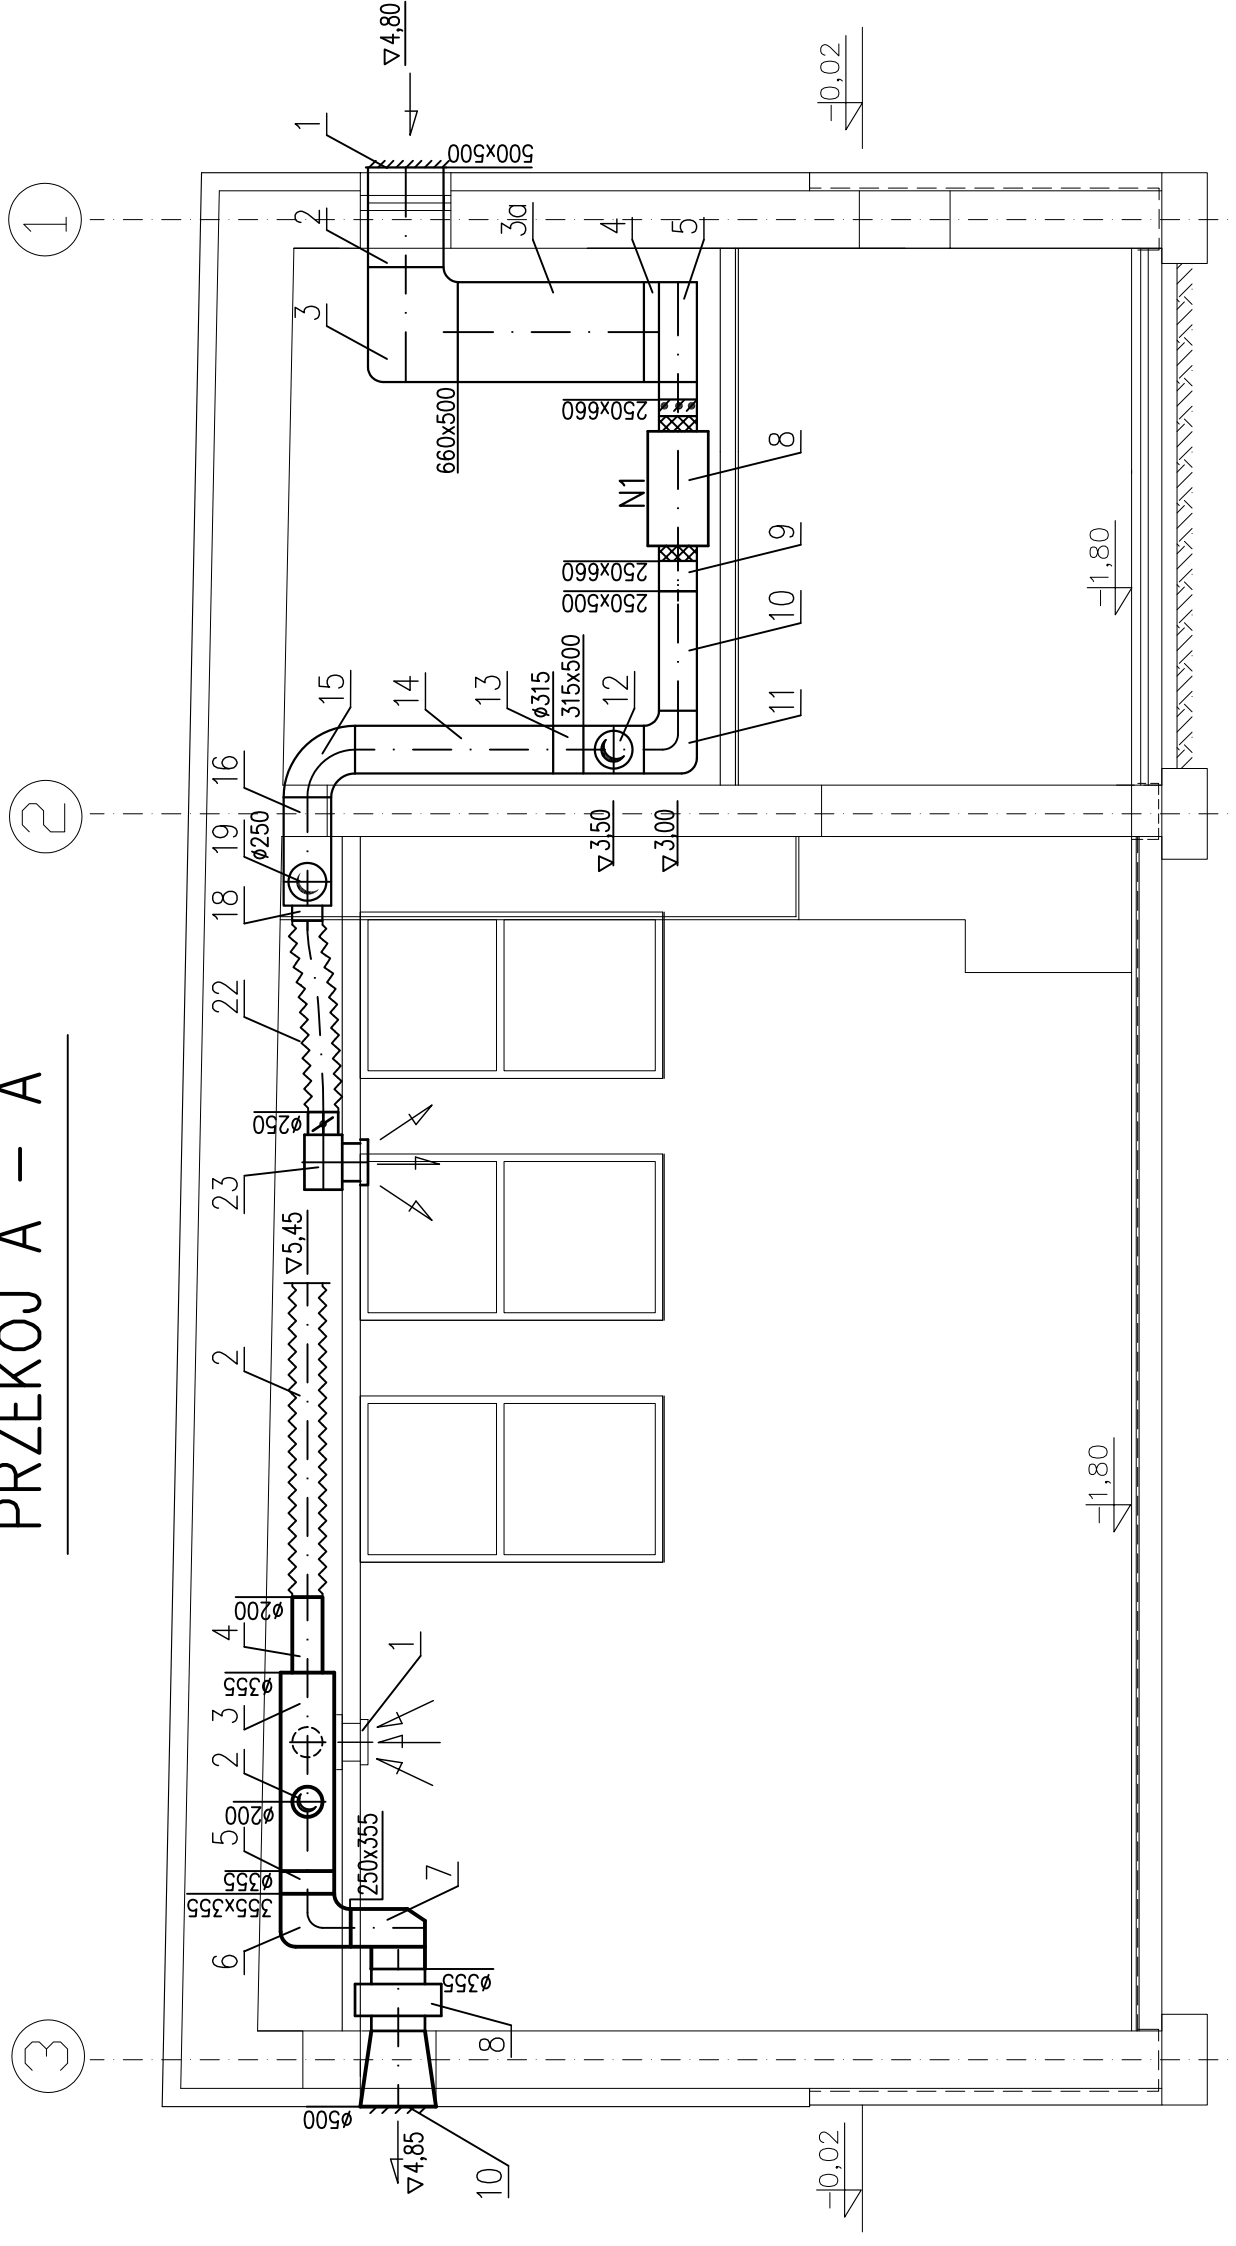 PRZEKOJ A – A
3
2
1
6
355x355
ø355
5
ø200
2
3
ø355
4
ø200
2
▽5,45
23
ø250
22
18
19
ø250
16
15
3
2
1
ø500
▽4,85
10
8
ø355
7
250x355
1
14
13
ø315
315x500
12
▽3,50
▽3,00
11
10
250x500
250x660
9
N1
8
250x660
660x500
3a
4
5
500x500
▽4,80
-0,02
-0,02
-1,80
-1,80